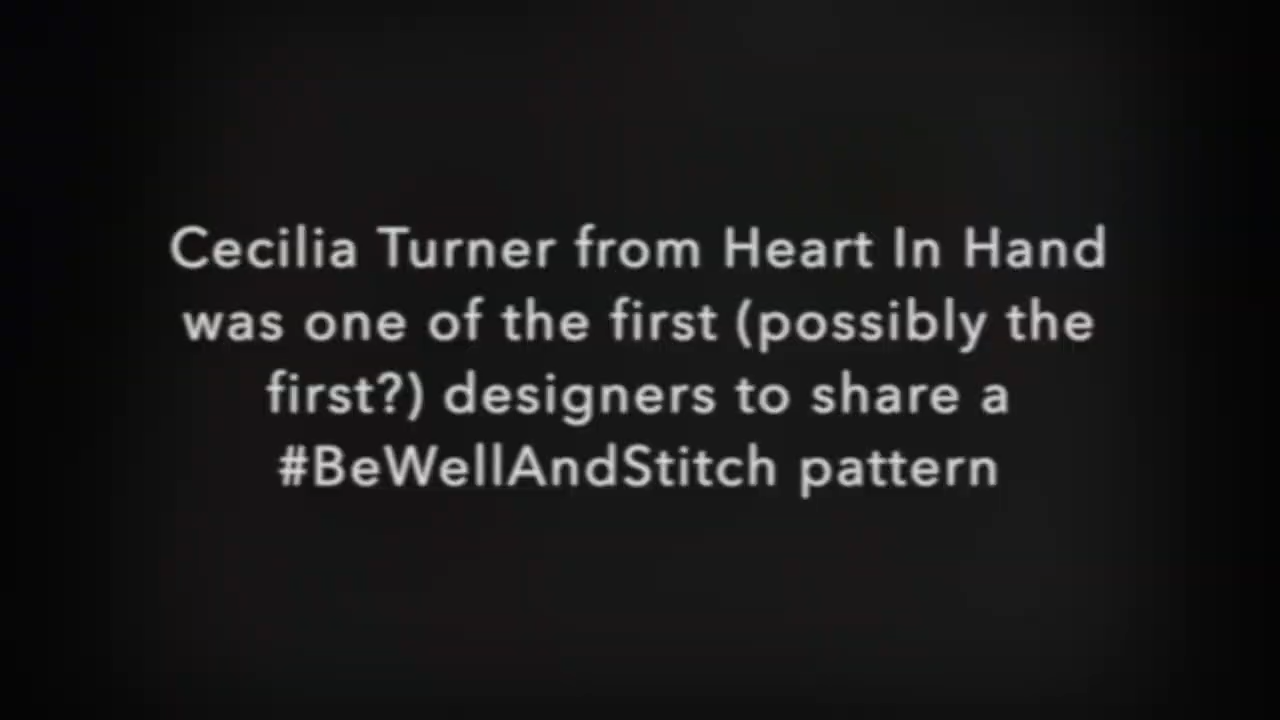 Cecilia Turner from Heart In Hand
was one of the first (possibly the
first?) designers to share a
#BeWellAndStitch pattern